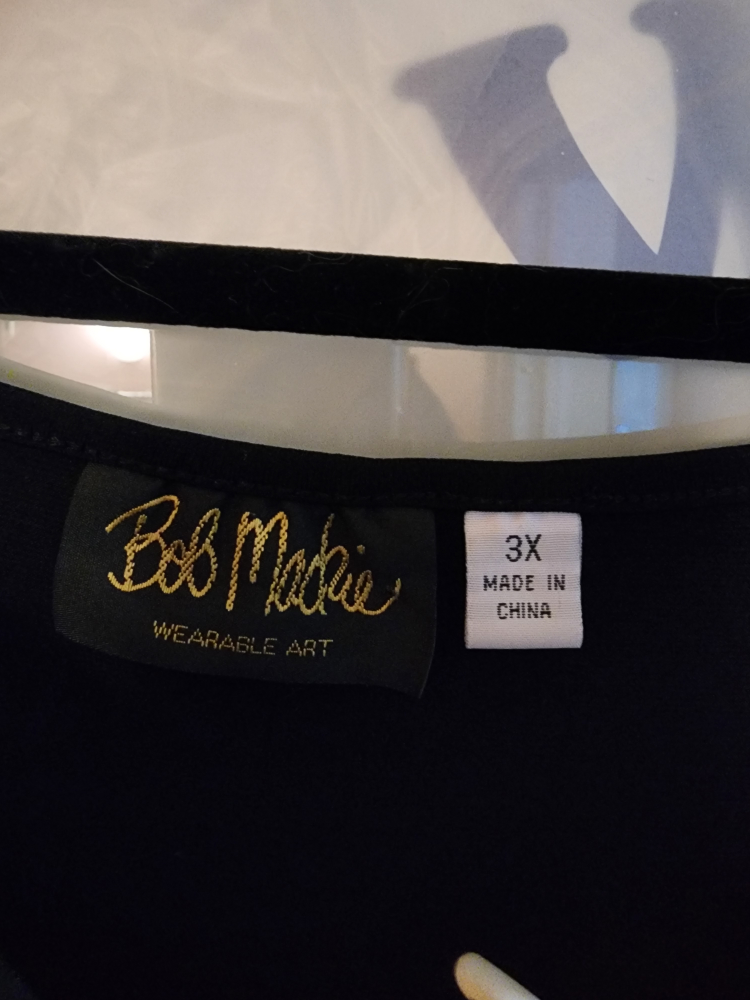 Bob Mackie
WEARABLE ART
3X
MADE IN
CHINA